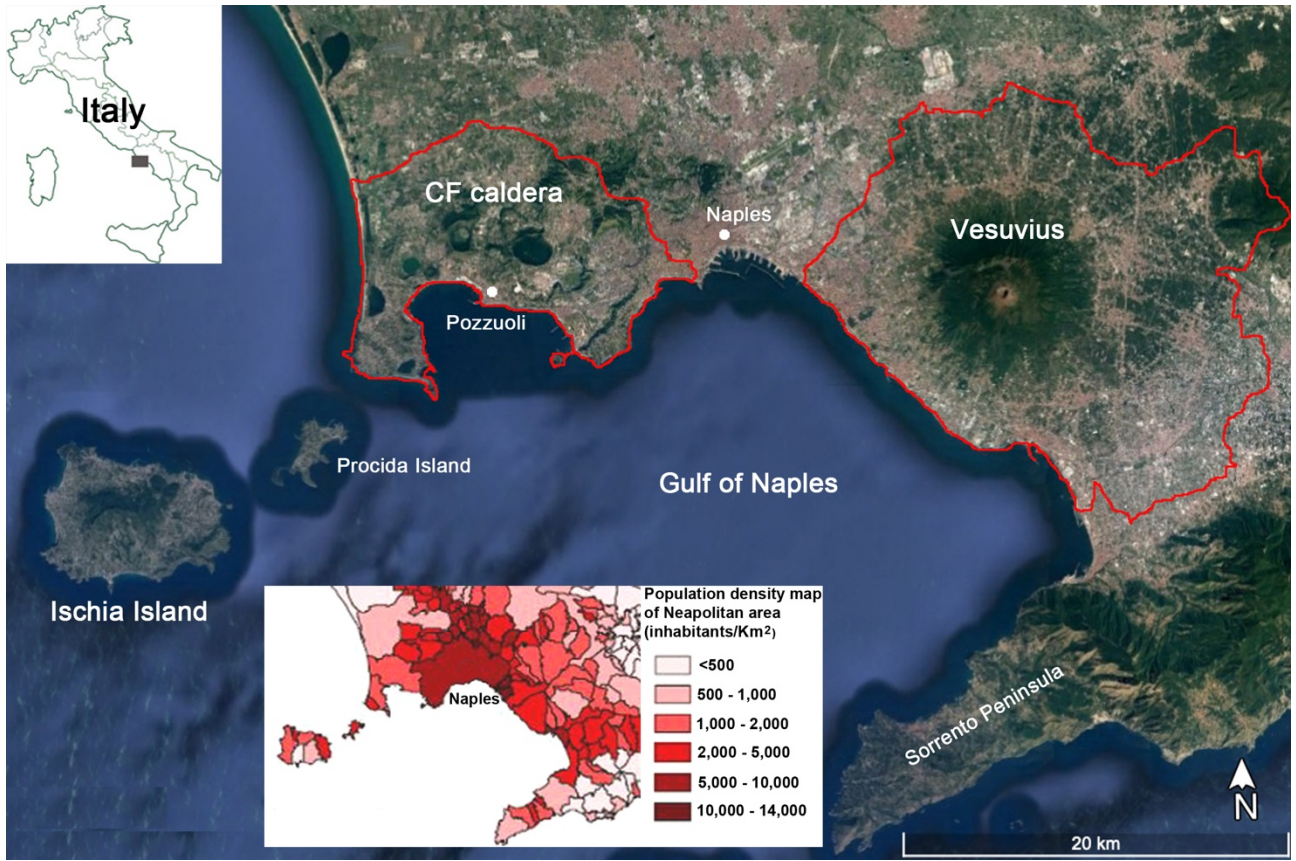 Italy
CF caldera
Naples
Vesuvius
Pozzuoli
Procida Island
Gulf of Naples
Ischia Island
Population density map
of Neapolitan area
(inhabitants/Km²)
<500
500 - 1,000
1,000 - 2,000
2,000 - 5,000
5,000 - 10,000
10,000 - 14,000
Naples
Sorrento Peninsula
N
20 km